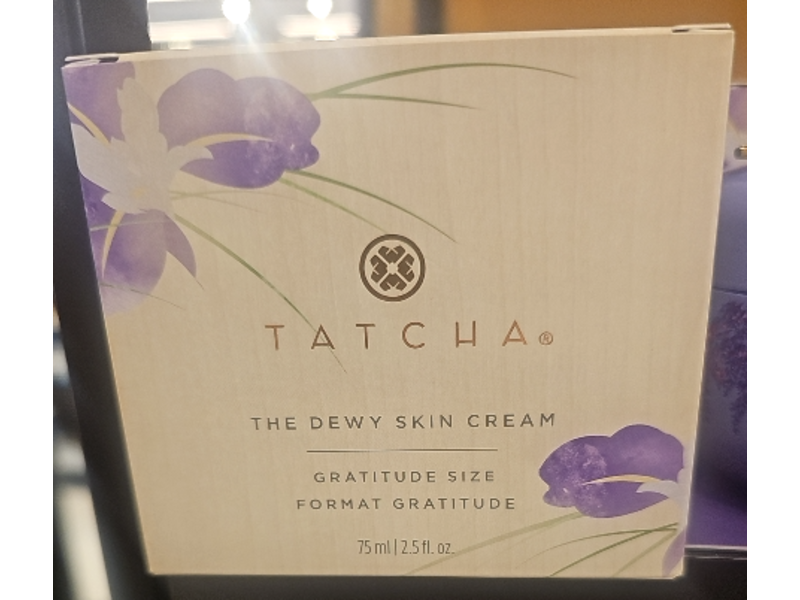 TATCHA®
THE DEWY SKIN CREAM
GRATITUDE SIZE
FORMAT GRATITUDE
75 ml | 2.5 fl. oz.